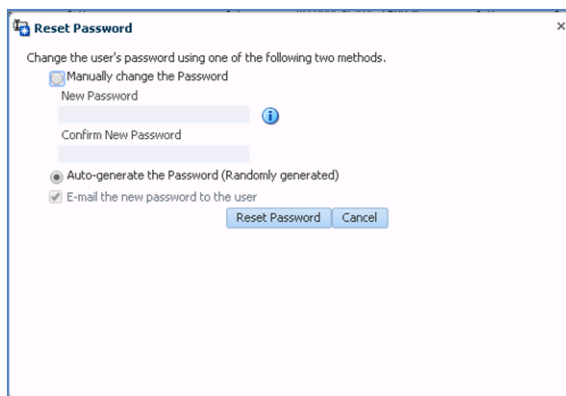 Reset Password
Change the user's password using one of the following two methods.
Manually change the Password
New Password
Confirm New Password
Auto-generate the Password (Randomly generated)
E-mail the new password to the user
Reset Password Cancel